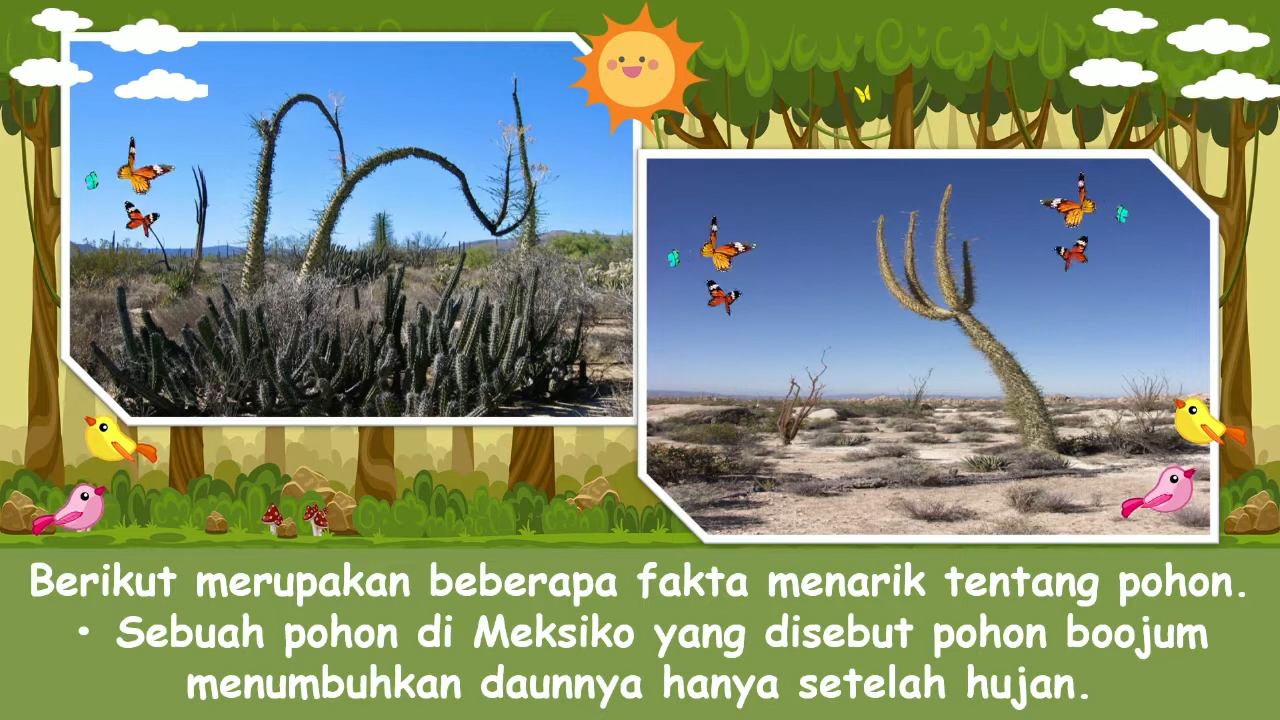 Berikut merupakan beberapa fakta menarik tentang pohon.
• Sebuah pohon di Meksiko yang disebut pohon boojum
menumbuhkan daunnya hanya setelah hujan.